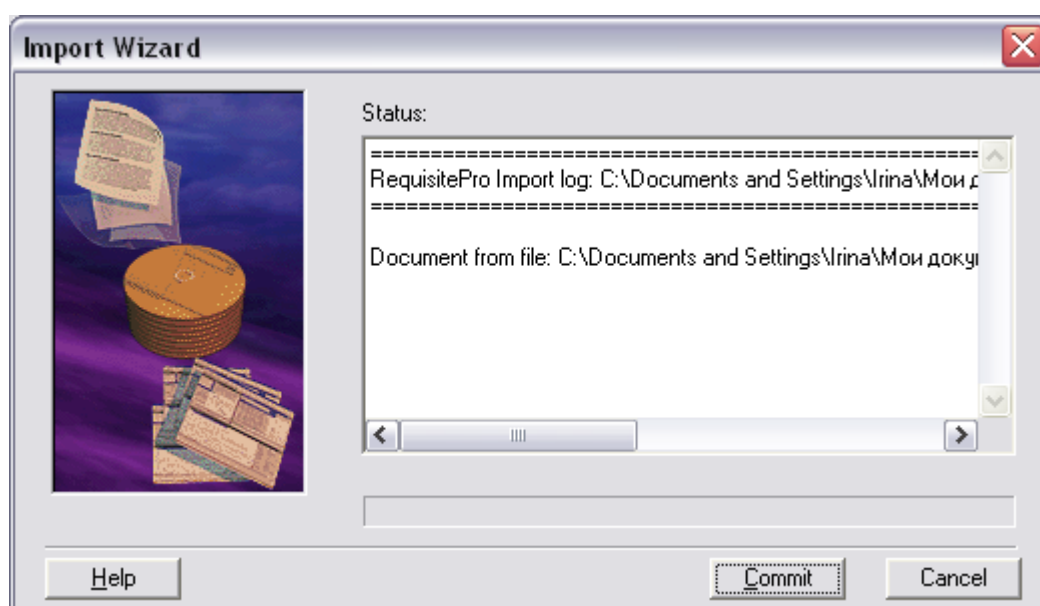 Import Wizard
Status:
==================================================
RequisitePro Import log: C:\Documents and Settings\Irina\Мои
==================================================
Document from file: C:\Documents and Settings\Irina\Мои
Help
Commit
Cancel